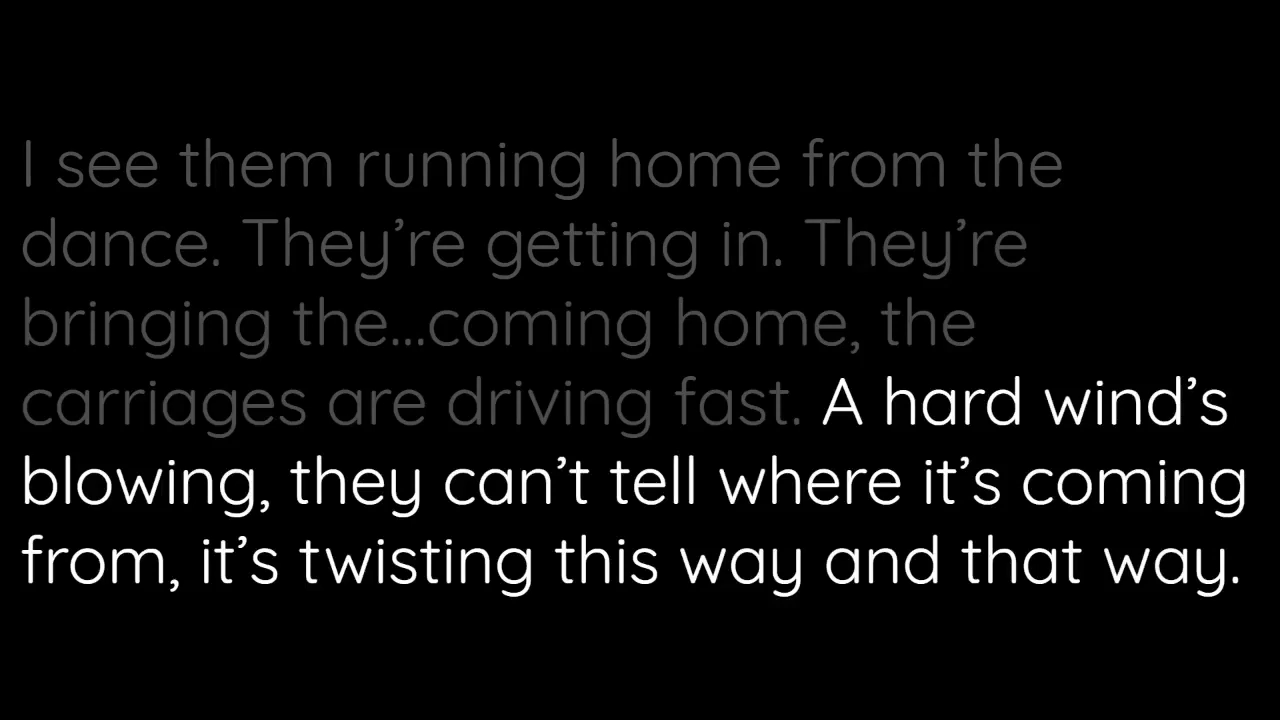 I see them running home from the
dance. They’re getting in. They’re
bringing the...coming home, the
carriages are driving fast. A hard wind’s
blowing, they can’t tell where it’s coming
from, it’s twisting this way and that way.